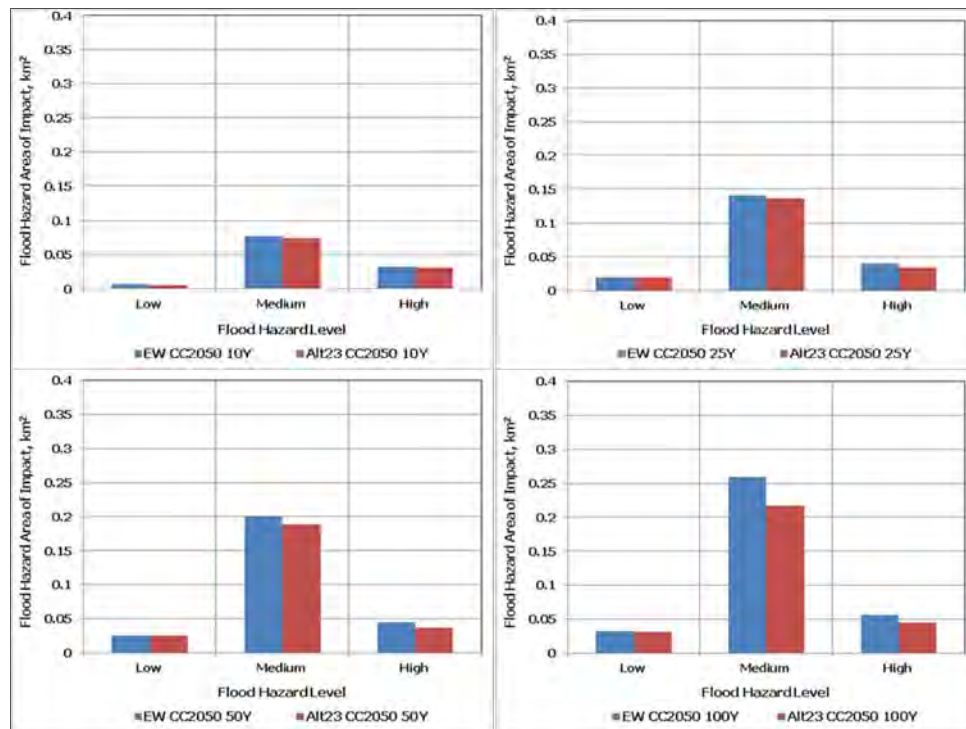 Flood Hazard Area of Impact, km²
0.4
0.35
0.3
0.25
0.2
0.15
0.1
0.05
0
Low Medium High
Flood Hazard Level
EW CC2050 10Y Alt23 CC2050 10Y
Flood Hazard Area of Impact, km²
0.4
0.35
0.3
0.25
0.2
0.15
0.1
0.05
0
Low Medium High
Flood Hazard Level
EW CC2050 25Y Alt23 CC2050 25Y
Flood Hazard Area of Impact, km²
0.4
0.35
0.3
0.25
0.2
0.15
0.1
0.05
0
Low Medium High
Flood Hazard Level
EW CC2050 50Y Alt23 CC2050 50Y
Flood Hazard Area of Impact, km²
0.4
0.35
0.3
0.25
0.2
0.15
0.1
0.05
0
Low Medium High
Flood Hazard Level
EW CC2050 100Y Alt23 CC2050 100Y